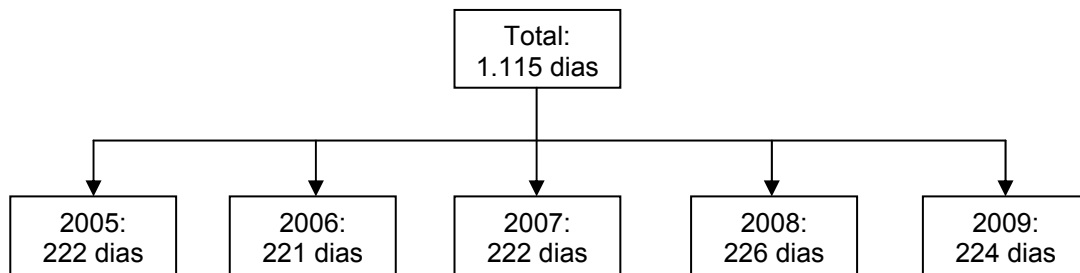 Total:
1.115 dias
2005:
222 dias
2006:
221 dias
2007:
222 dias
2008:
226 dias
2009:
224 dias